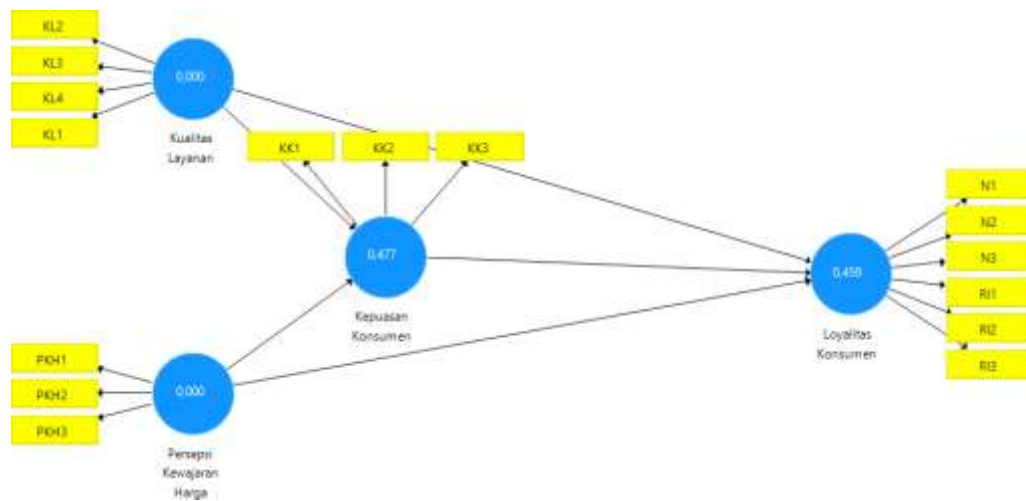 KL2
KL3
KL4
KL1
0.000
Kualitas
Layanan
KK1
KK2
KK3
0.477
Kepuasan
Konsumen
N1
N2
N3
RI1
RI2
RI3
0.459
Loyalitas
Konsumen
PKH1
PKH2
PKH3
0.000
Persepsi
Kewajaran
Harga